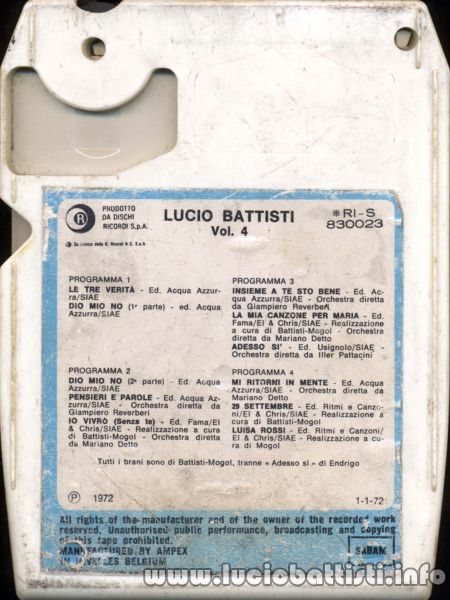 PRODOTTO
DA DISCHI
RICORDI S.p.A.
LUCIO BATTISTI
Vol. 4
*RI-S
830023
Su Licenza della G. Ricordi & C. S.p.A.
PROGRAMMA 1
LE TRE VERITÀ - Ed. Acqua Azzur-
ra/SIAE
DIO MIO NO (1ª parte) - ed. Acqua
Azzurra/SIAE
PROGRAMMA 2
DIO MIO NO (2ª parte) - Ed. Acqua
Azzurra/SIAE
PENSIERI E PAROLE - Ed. Acqua Az-
zurra/SIAE - Orchestra diretta da
Giampiero Reverberi
IO VIVRÒ (Senza te) - Ed. Fama/El
& Chris/SIAE - Realizzazione a cura
di Battisti-Mogol - Orchestra diretta
da Mariano Detto
PROGRAMMA 3
INSIEME A TE STO BENE - Ed. Ac-
qua Azzurra/SIAE - Orchestra diretta
da Giampiero Reverberi
LA MIA CANZONE PER MARIA - Ed.
Fama/El & Chris/SIAE - Realizzazione
a cura di Battisti-Mogol - Orchestra
diretta da Mariano Detto
ADESSO SI' - Ed. Usignolo/SIAE -
Orchestra diretta da Iller Pattacini
PROGRAMMA 4
MI RITORNI IN MENTE - Ed. Acqua
Azzurra/SIAE - Orchestra diretta da
Mariano Detto
29 SETTEMBRE - Ed. Ritmi e Canzo-
ni/El & Chris/SIAE - Realizzazione a
cura di Battisti-Mogol
LUISA ROSSI - Ed. Ritmi e Canzoni/
El & Chris/SIAE - Realizzazione a cu-
ra di Mogol
Tutti i brani sono di Battisti-Mogol, tranne «Adesso sì» di Endrigo
Ⓟ 1972
1-1-72
All rights of the manufacturer and of the owner of the recorded work
reserved. Unauthorised public performance, broadcasting and copying
of this tape prohibited.
MANUFACTURED BY AMPEX
IN NIVELLES BELGIUM
SABAM
www.luciobattisti.info